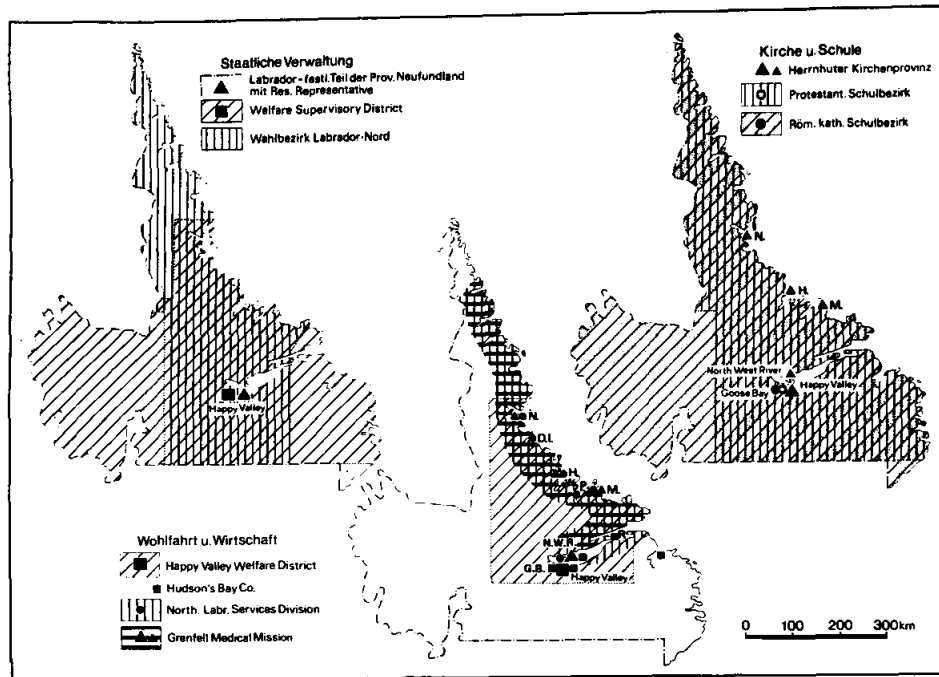 Staatliche Verwaltung
Labrador-festl. Teil der Prov. Neufundland
mit Res. Representative
Welfare Supervisory District
Wahlbezirk Labrador-Nord
Happy Valley
Kirche u. Schule
Herrnhuter Kirchenprovinz
Protestant. Schulbezirk
Röm. kath. Schulbezirk
N.
H.
M.
North West River
Happy Valley
Goose Bay
N.
D.I.
H.
P.
M.
N.W.R.
G.B.
Happy Valley
Wohlfahrt u. Wirtschaft
Happy Valley Welfare District
Hudson's Bay Co.
North. Labr. Services Division
Grenfell Medical Mission
0 100 200 300km